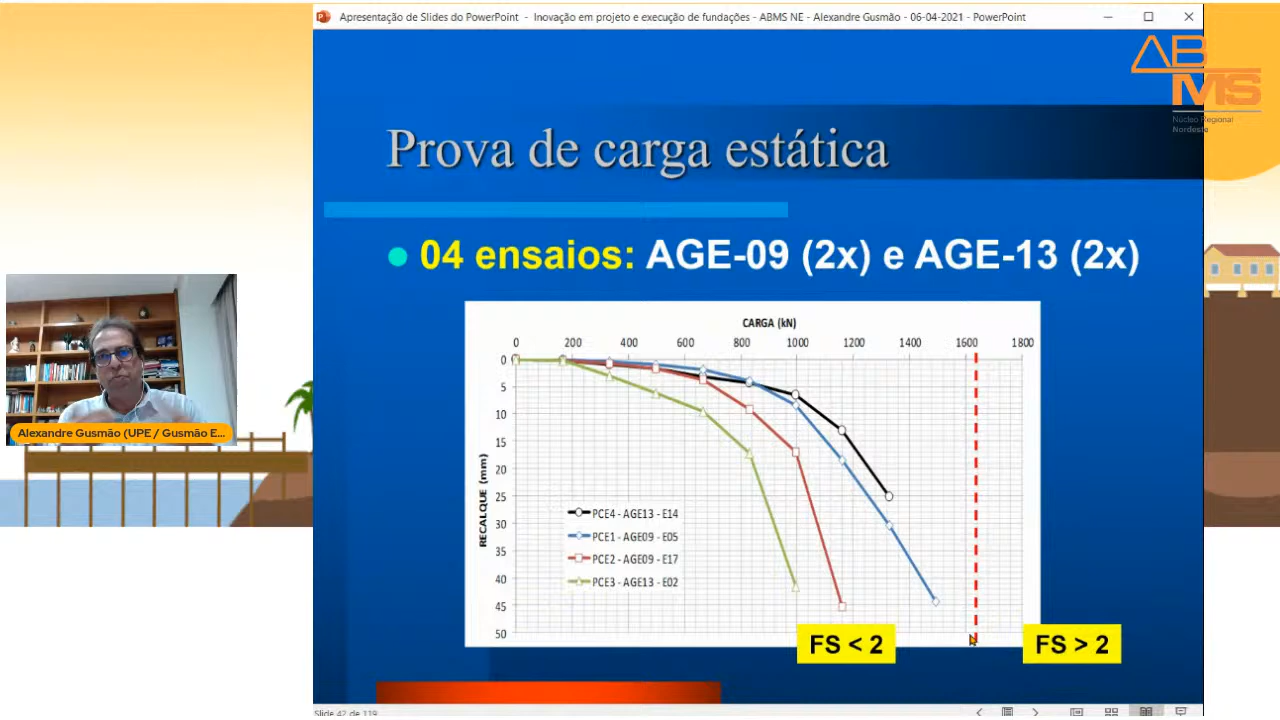 Apresentação de Slides do PowerPoint - Inovação em projeto e execução de fundações - ABMS NE - Alexandre Gusmão - 06-04-2021 - PowerPoint
AB
MS
Núcleo Regional
Nordeste
Prova de carga estática
04 ensaios: AGE-09 (2x) e AGE-13 (2x)
CARGA (kN)
0 200 400 600 800 1000 1200 1400 1600 1800
0
5
10
15
20
25
30
35
40
45
50
RECALQUE (mm)
PCE4 - AGE13 - E14
PCE1 - AGE09 - E05
PCE2 - AGE09 - E17
PCE3 - AGE13 - E02
FS < 2
FS > 2
Alexandre Gusmão (UPE / Gusmão E...
Slide 42 de 119